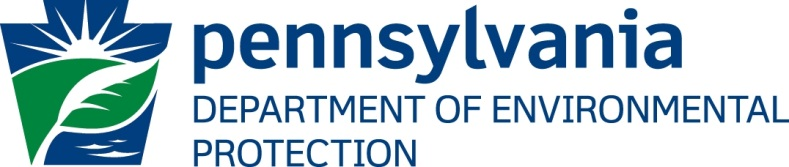 pennsylvania
DEPARTMENT OF ENVIRONMENTAL
PROTECTION